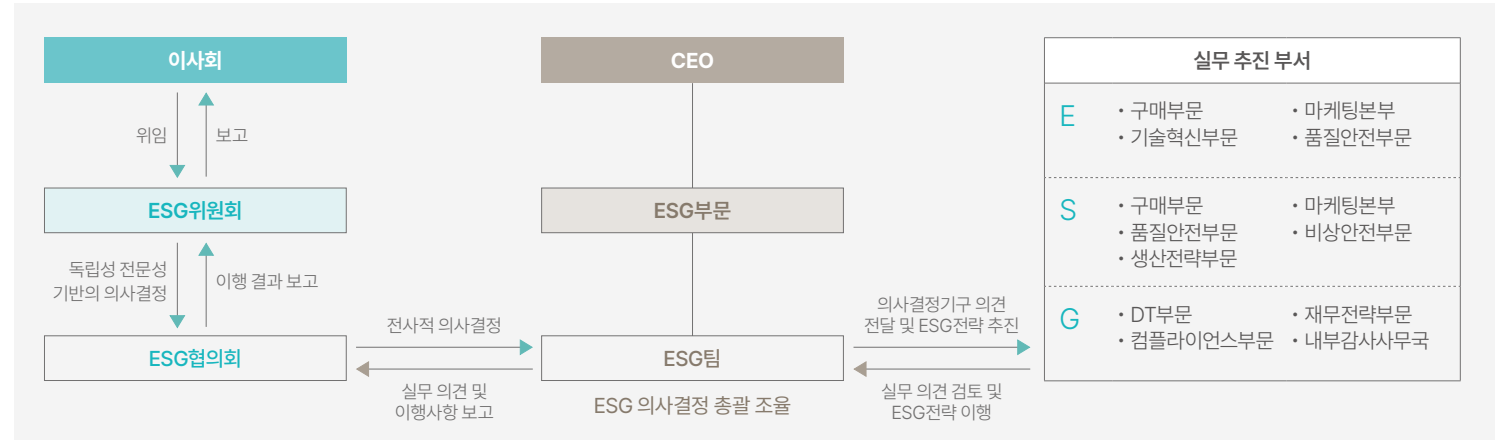 이사회
위임
보고
ESG위원회
독립성 전문성
기반의 의사결정
이행 결과 보고
ESG협의회
전사적 의사결정
실무 의견 및
이행사항 보고
CEO
ESG부문
ESG팀
ESG 의사결정 총괄 조율
의사결정기구 의견
전달 및 ESG전략 추진
실무 의견 검토 및
ESG전략 이행
실무 추진 부서
E
• 구매부문
• 기술혁신부문
• 마케팅본부
• 품질안전부문
S
• 구매부문
• 품질안전부문
• 생산전략부문
• 마케팅본부
• 비상안전부문
G
• DT부문
• 컴플라이언스부문
• 재무전략부문
• 내부감사사무국